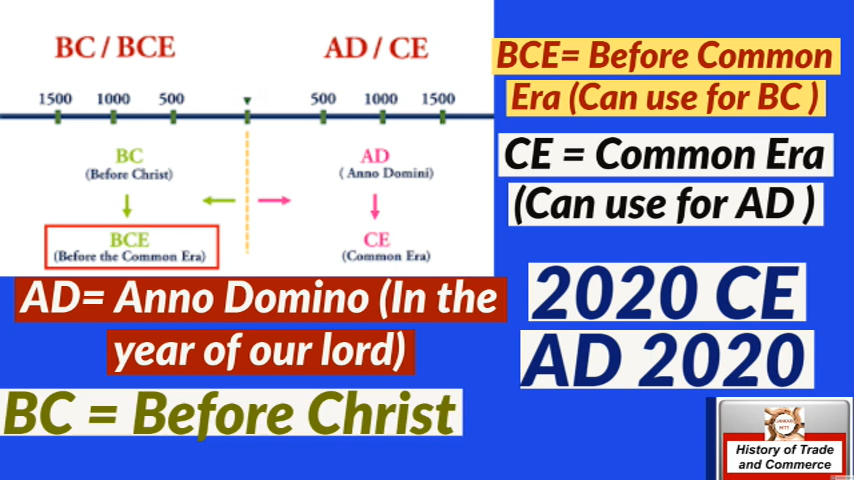 BC / BCE
AD / CE
1500 1000 500 500 1000 1500
BC
(Before Christ)
AD
( Anno Domini)
BCE
(Before the Common Era)
CE
(Common Era)
BCE= Before Common
Era (Can use for BC )
CE = Common Era
(Can use for AD )
AD= Anno Domino (In the
year of our lord)
BC = Before Christ
2020 CE
AD 2020
History of Trade
and Commerce